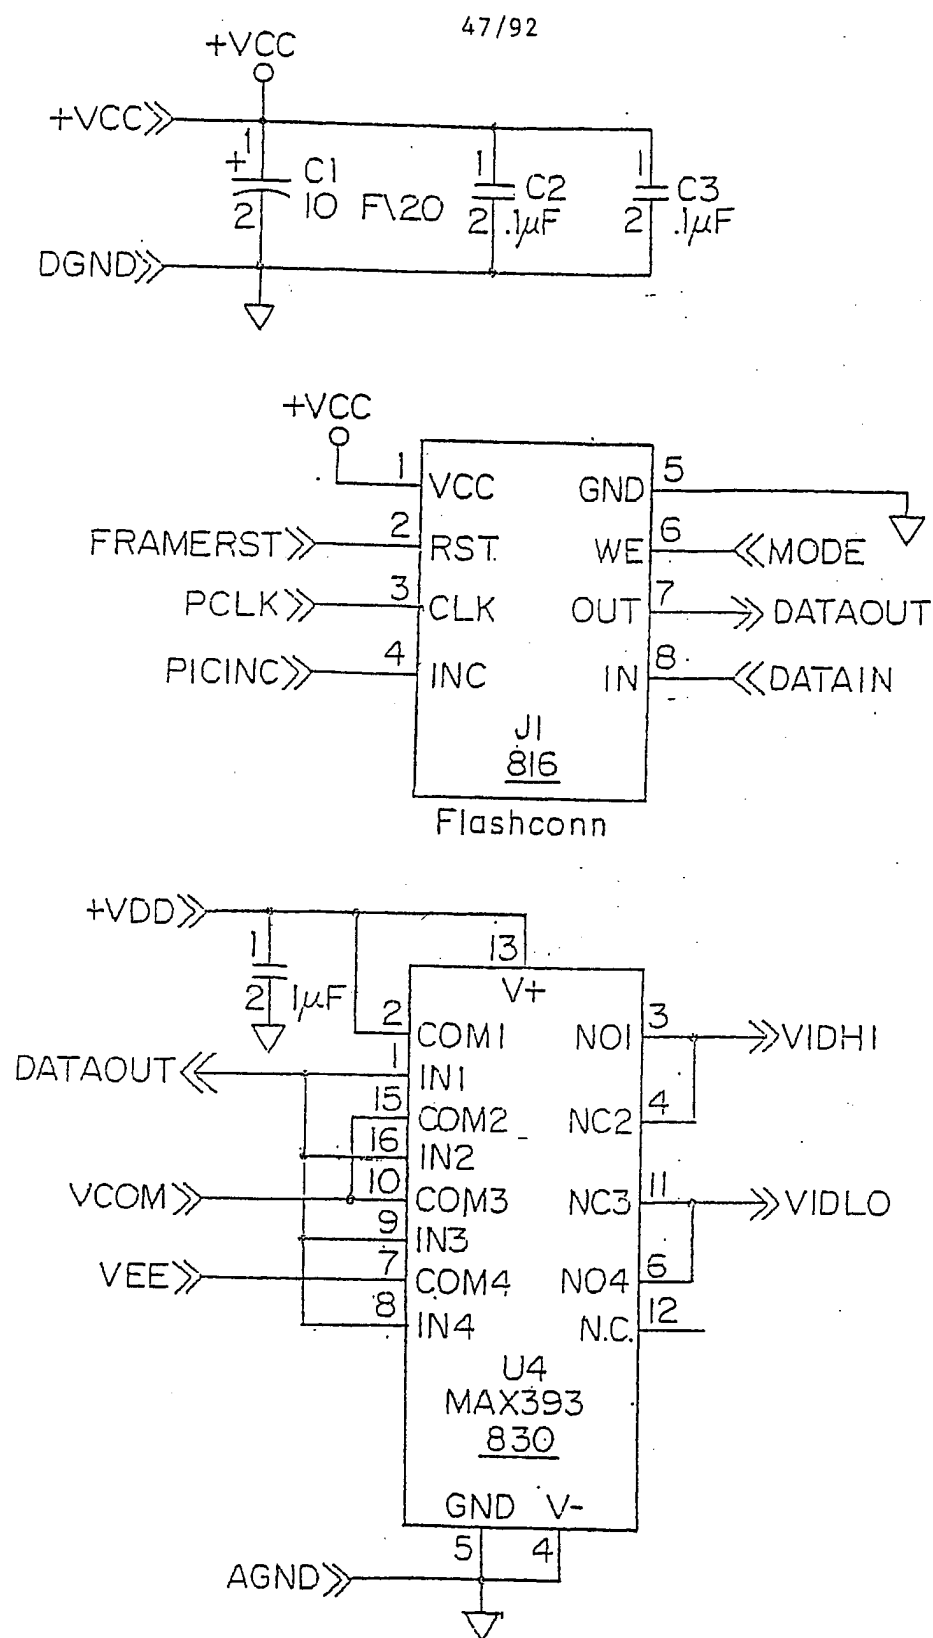 47/92
+VCC
+VCC
1
+
C1
10 F\20
2
1
C2
2 .1µF
1
C3
2 .1µF
DGND
+VCC
1 VCC
GND 5
FRAMERST 2 RST
WE 6 MODE
PCLK 3 CLK
OUT 7 DATAOUT
PICINC 4 INC
IN 8 DATAIN
J1
816
Flashconn
+VDD
13
V+
1
2 1µF
2
COM1
NO1
3
VIDHI
DATAOUT
1
IN1
15
COM2
NC2
4
16
IN2
VCOM
10
COM3
NC3
11
VIDLO
9
IN3
VEE
7
COM4
NO4
6
8
IN4
N.C.
12
U4
MAX393
830
GND V-
5 4
AGND